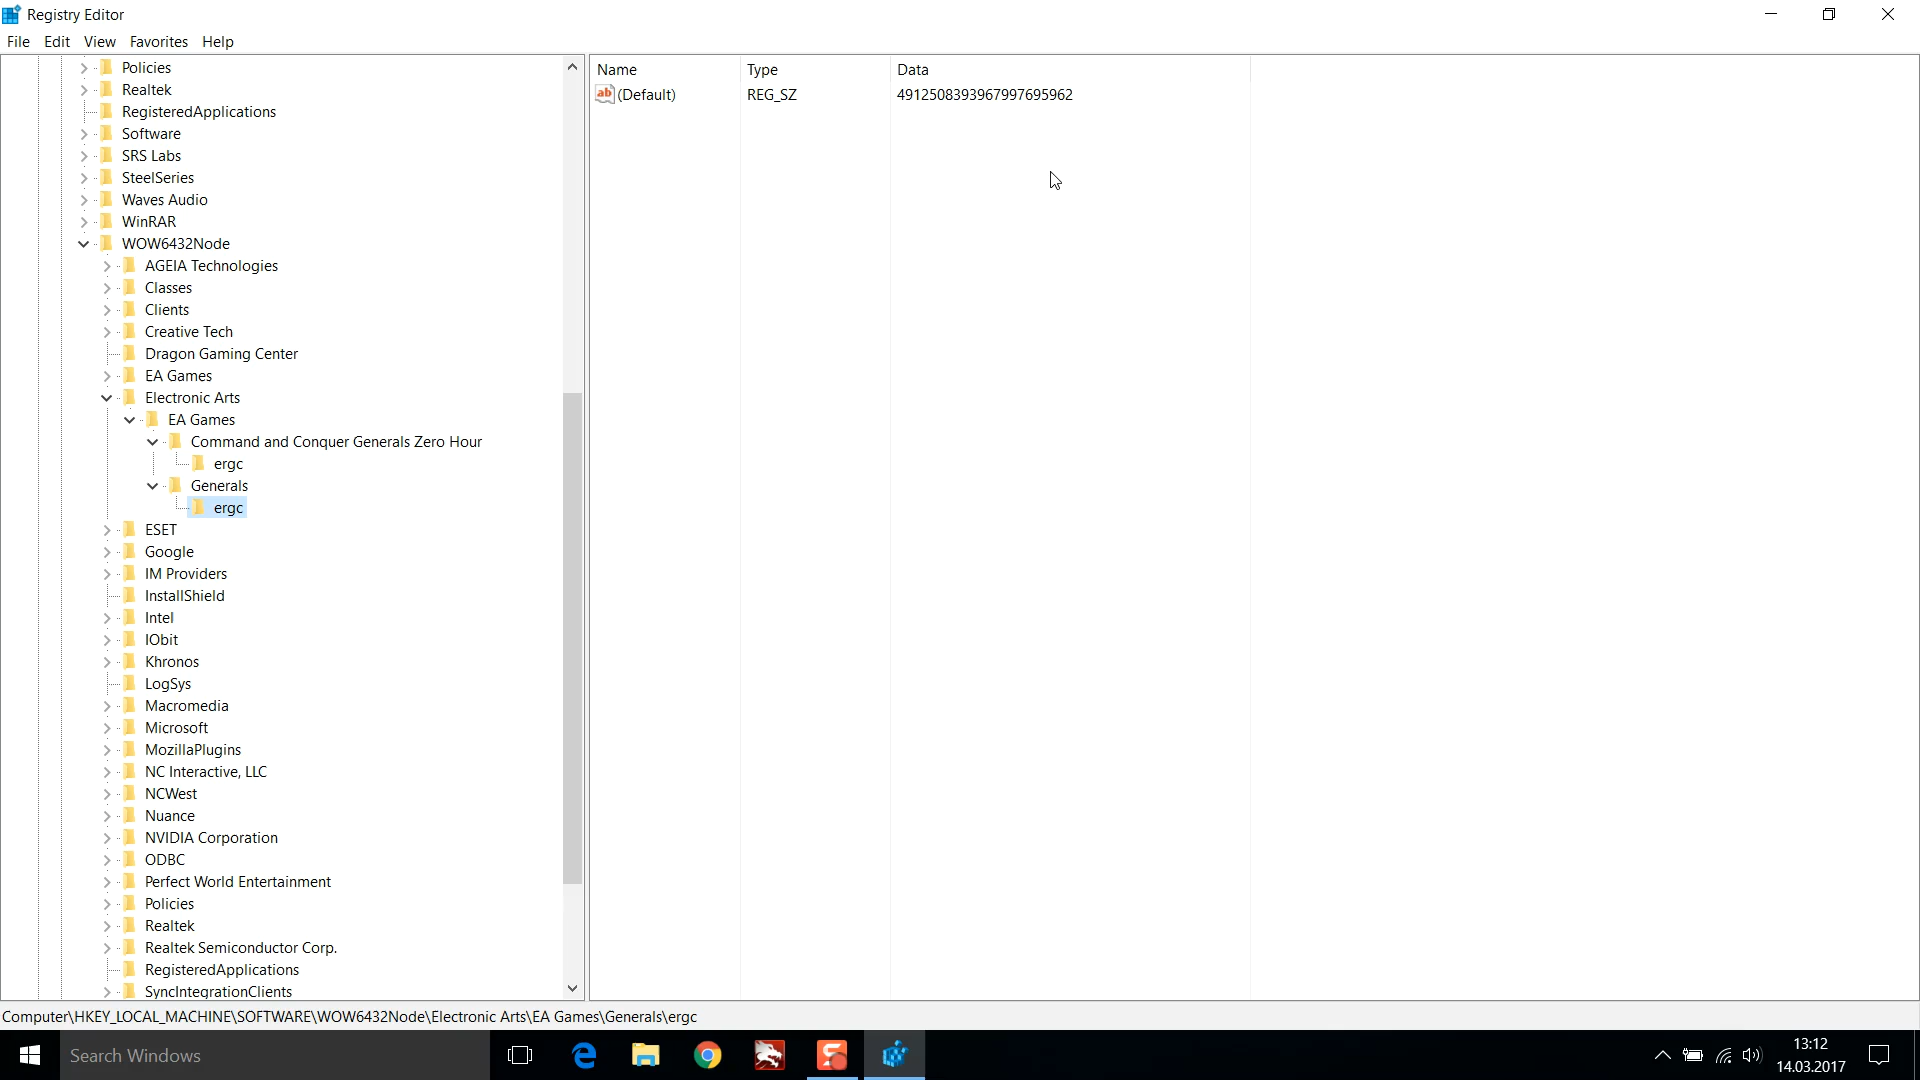 Registry Editor
File Edit View Favorites Help
Policies
Realtek
RegisteredApplications
Software
SRS Labs
SteelSeries
Waves Audio
WinRAR
WOW6432Node
AGEIA Technologies
Classes
Clients
Creative Tech
Dragon Gaming Center
EA Games
Electronic Arts
EA Games
Command and Conquer Generals Zero Hour
ergc
Generals
ergc
ESET
Google
IM Providers
InstallShield
Intel
IObit
Khronos
LogSys
Macromedia
Microsoft
MozillaPlugins
NC Interactive, LLC
NCWest
Nuance
NVIDIA Corporation
ODBC
Perfect World Entertainment
Policies
Realtek
Realtek Semiconductor Corp.
RegisteredApplications
SyncIntegrationClients
Name Type Data
ab (Default) REG_SZ 4912508393967997695962
Computer\HKEY_LOCAL_MACHINE\SOFTWARE\WOW6432Node\Electronic Arts\EA Games\Generals\ergc
Search Windows
13:12
14.03.2017